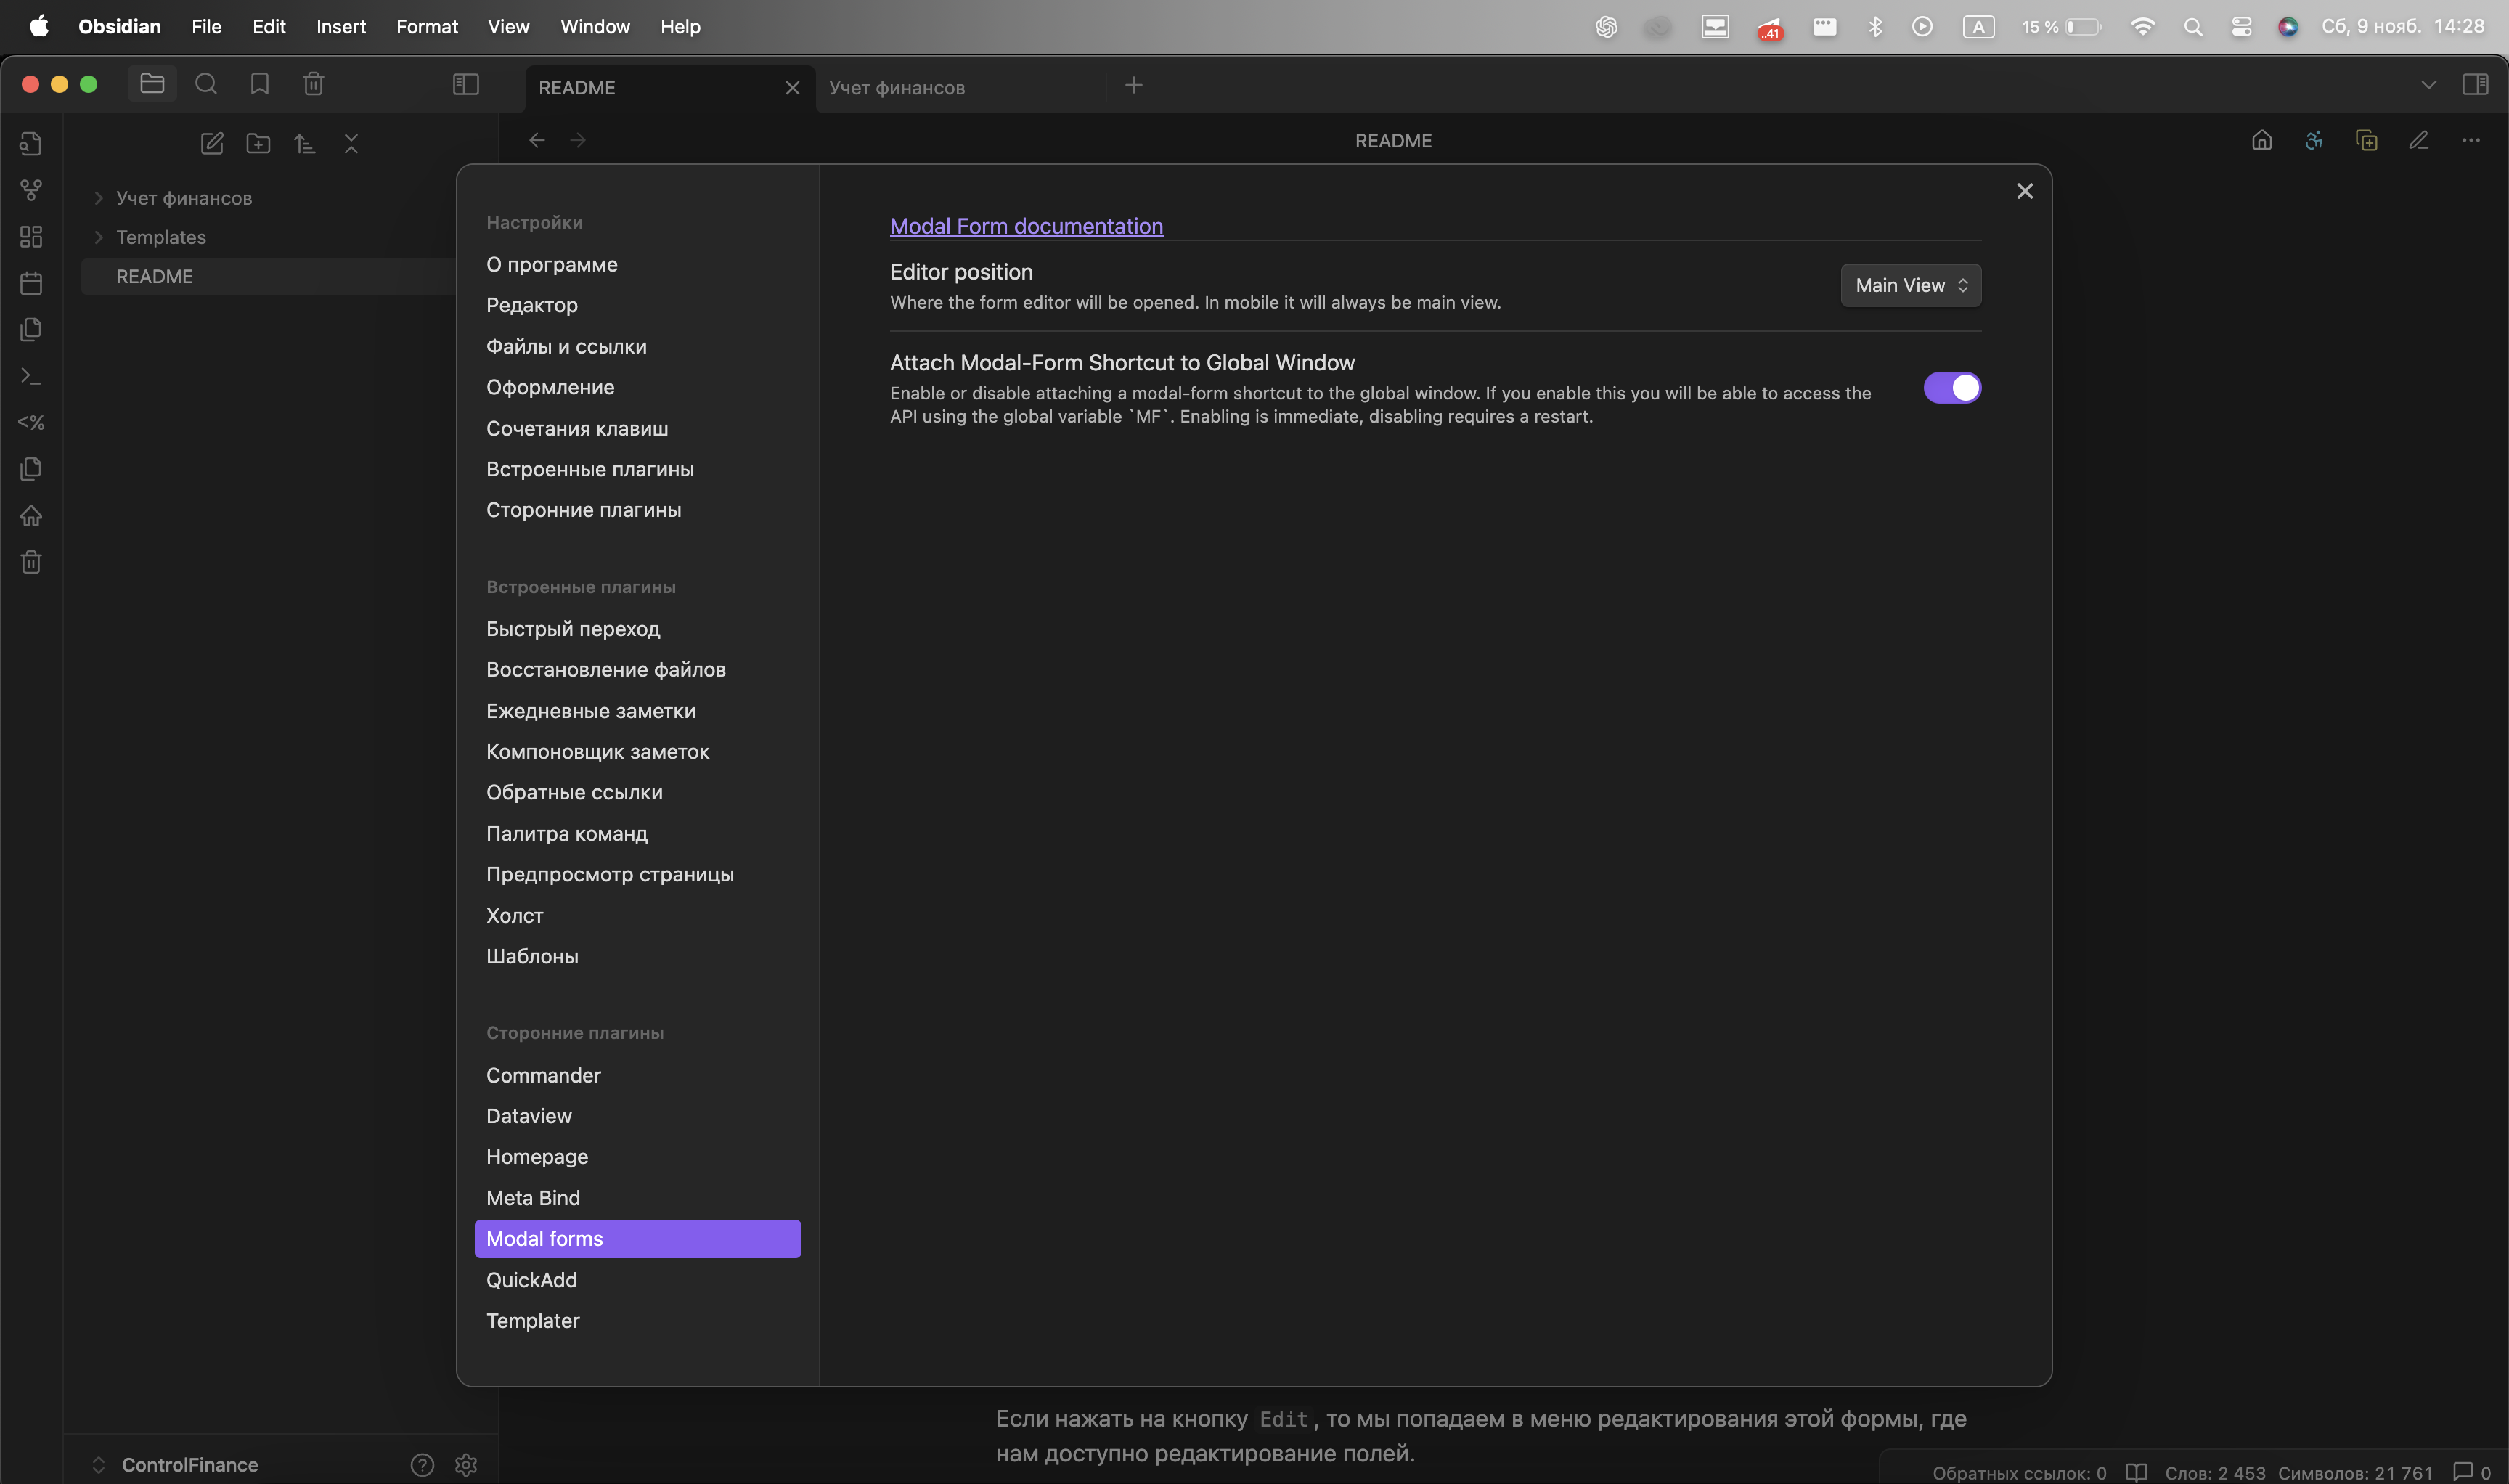 Obsidian File Edit Insert Format View Window Help
..41 A 15 % Сб, 9 нояб. 14:28
README Учет финансов
README
Учет финансов
Templates
README
Настройки
О программе
Редактор
Файлы и ссылки
Оформление
Сочетания клавиш
Встроенные плагины
Сторонние плагины
Встроенные плагины
Быстрый переход
Восстановление файлов
Ежедневные заметки
Компоновщик заметок
Обратные ссылки
Палитра команд
Предпросмотр страницы
Холст
Шаблоны
Сторонние плагины
Commander
Dataview
Homepage
Meta Bind
Modal forms
QuickAdd
Templater
Modal Form documentation
Editor position
Where the form editor will be opened. In mobile it will always be main view.
Main View
Attach Modal-Form Shortcut to Global Window
Enable or disable attaching a modal-form shortcut to the global window. If you enable this you will be able to access the
API using the global variable `MF`. Enabling is immediate, disabling requires a restart.
Если нажать на кнопку Edit, то мы попадаем в меню редактирования этой формы, где
нам доступно редактирование полей.
ControlFinance
Обратных ссылок: 0 Слов: 2 453 Символов: 21 761 0